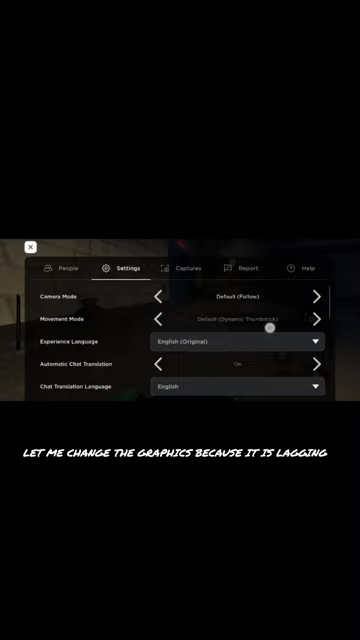 People Settings Captures Report Help
Camera Mode Default (Follow)
Movement Mode Default (Dynamic Thumbstick)
Experience Language English (Original)
Automatic Chat Translation On
Chat Translation Language English
LET ME CHANGE THE GRAPHICS BECAUSE IT IS LAGGING